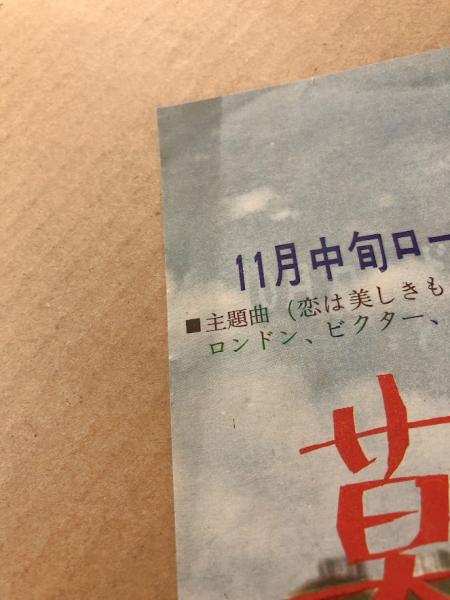 11月中旬ロー
■主題曲（恋は美しきも
ロンドン、ビクター、